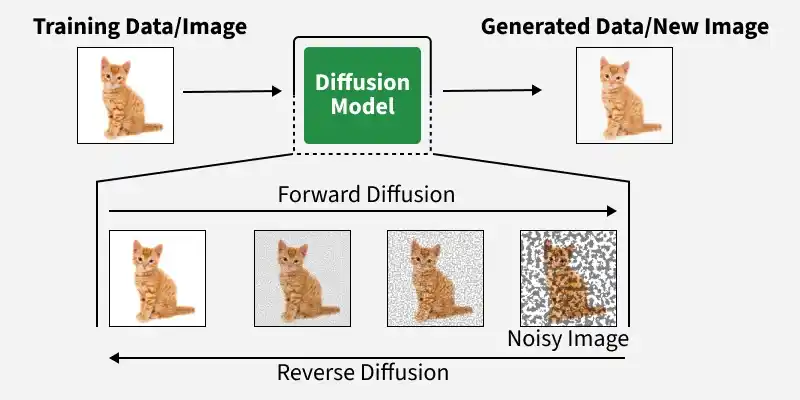 Training Data/Image
Generated Data/New Image
Diffusion
Model
Forward Diffusion
Noisy Image
Reverse Diffusion